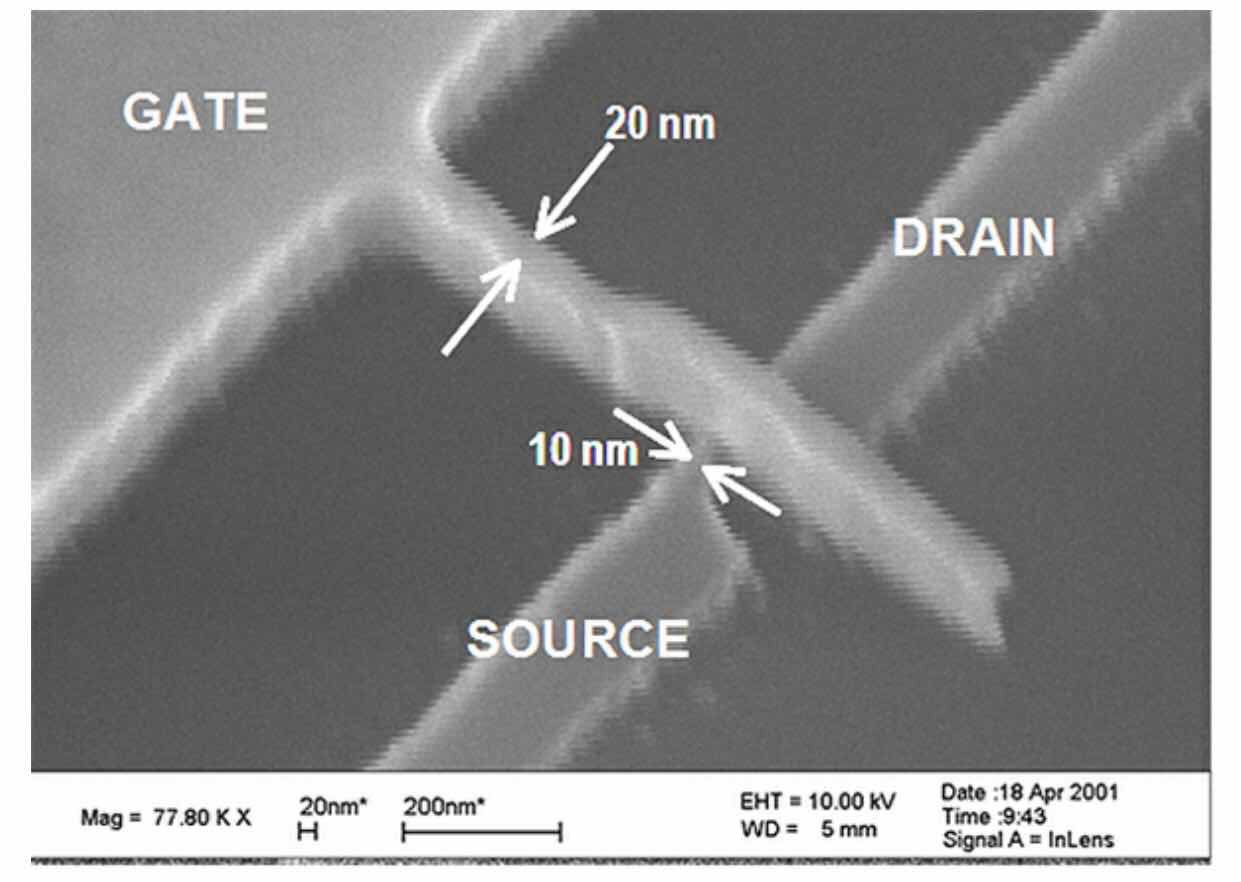 GATE
20 nm
DRAIN
10 nm
SOURCE
Mag = 77.80 K X
20nm*
200nm*
EHT = 10.00 kV
WD = 5 mm
Date :18 Apr 2001
Time :9:43
Signal A = InLens